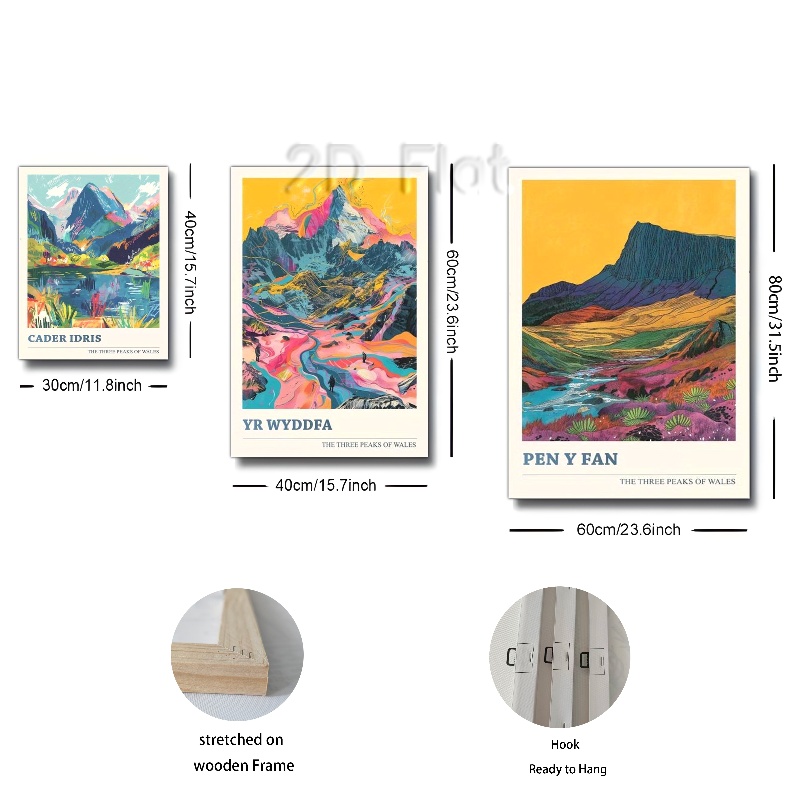 2D Flat
CADER IDRIS
THE THREE PEAKS OF WALES
40cm/15.7inch
30cm/11.8inch
YR WYDDFA
THE THREE PEAKS OF WALES
60cm/23.6inch
40cm/15.7inch
PEN Y FAN
THE THREE PEAKS OF WALES
80cm/31.5inch
60cm/23.6inch
stretched on
wooden Frame
Hook
Ready to Hang